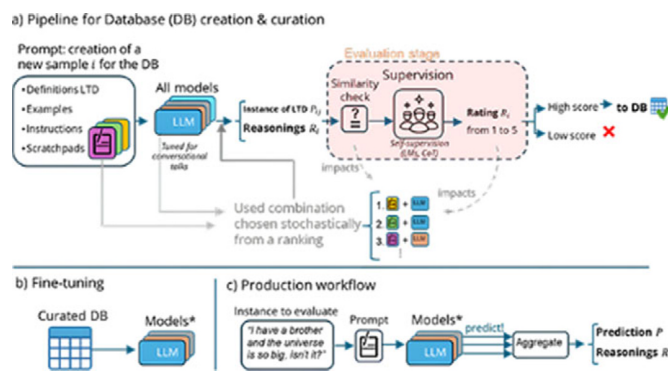 a) Pipeline for Database (DB) creation & curation
Prompt: creation of a
new sample i for the DB
•Definitions LTD
•Examples
•Instructions
•Scratchpads
All models
LLM
Tuned for
conversational
talks
Instance of LTD P_ij
Reasonings R_i
Evaluation stage
Similarity
check
= ?
Supervision
Self-supervision
(LMs, CoT)
Rating R_i
from 1 to 5
High score
to DB
Low score
impacts
impacts
Used combination
chosen stochastically
from a ranking
1. + LLM
2. + LLM
3. + LLM
b) Fine-tuning
Curated DB
Models*
LLM
c) Production workflow
Instance to evaluate
"I have a brother
and the universe
is so big, isn't it?"
Prompt
Models*
LLM
predict!
Aggregate
Prediction P
Reasonings R